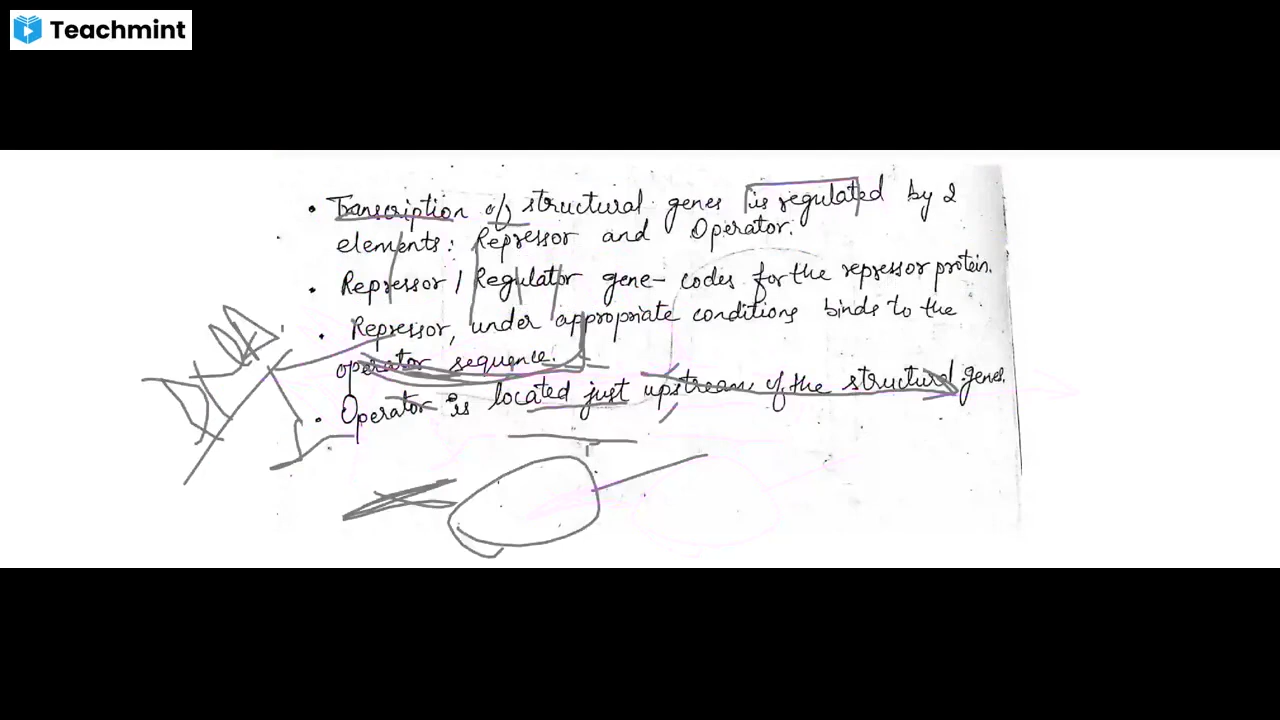 Teachmint
• Transcription of structural genes is regulated by 2
elements: Repressor and Operator.
• Repressor / Regulator gene- codes for the repressor protein.
• Repressor, under appropriate conditions binds to the
operator sequence.
• Operator is located just upstream of the structural genes.